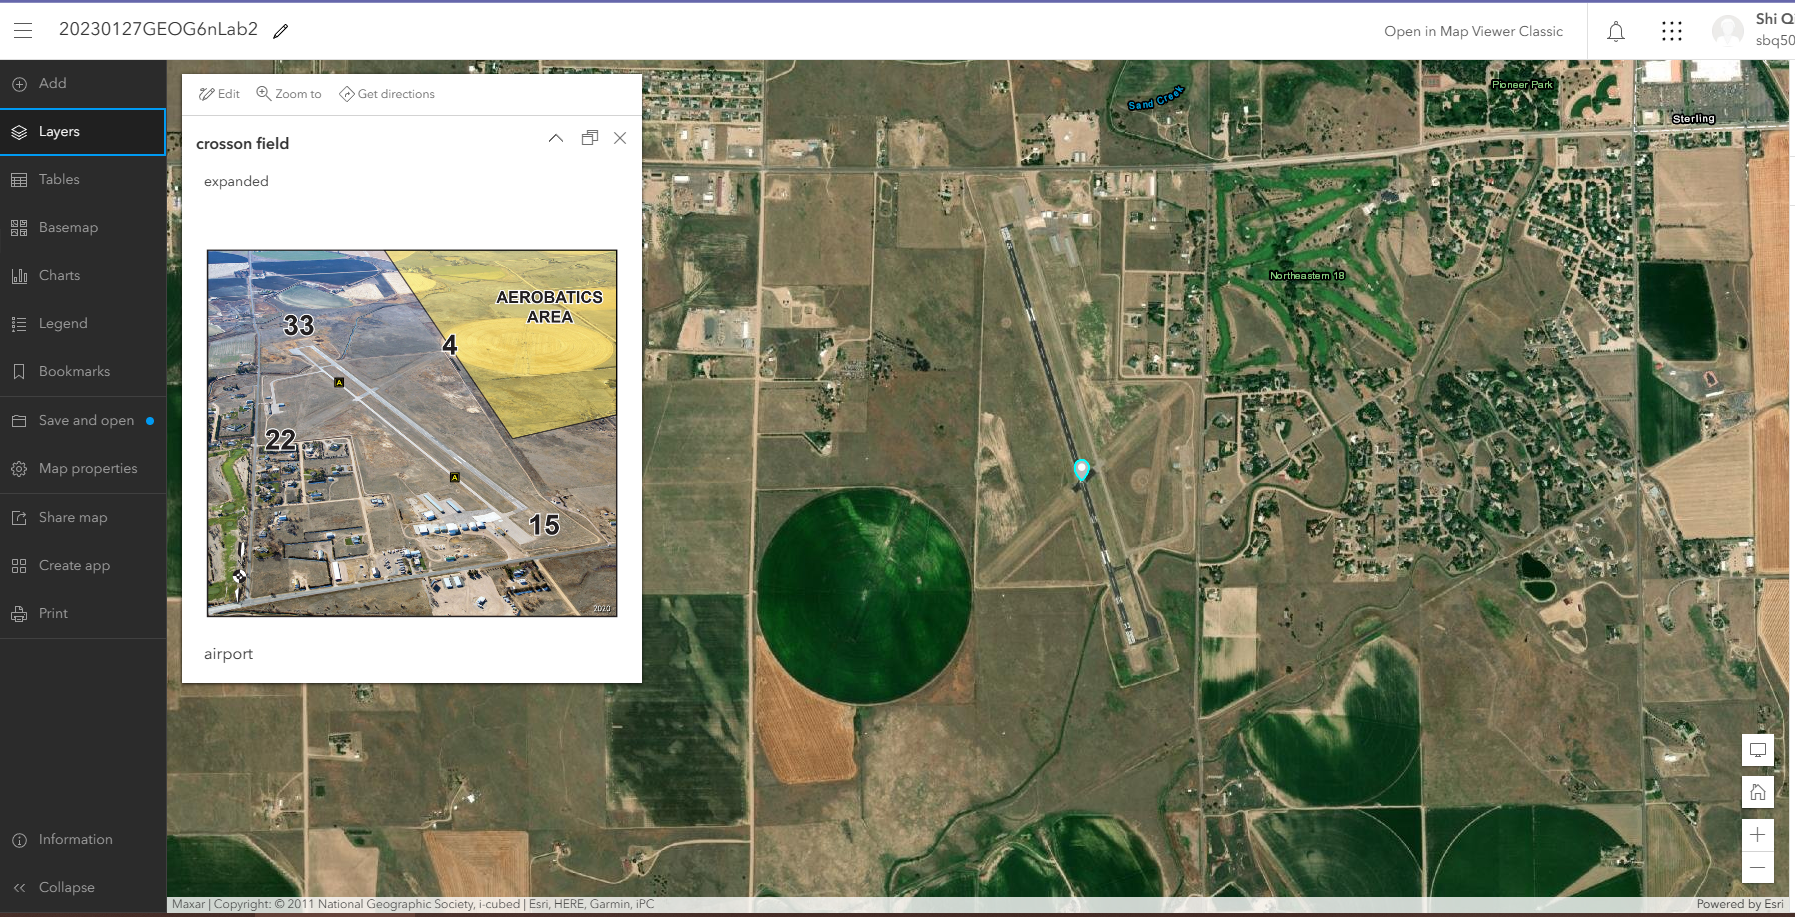 20230127GEOG6nLab2
Open in Map Viewer Classic
Shi Q
sbq50
Add
Layers
Tables
Basemap
Charts
Legend
Bookmarks
Save and open
Map properties
Share map
Create app
Print
Information
Collapse
Edit
Zoom to
Get directions
crosson field
expanded
AEROBATICS
AREA
33
4
A
22
A
15
2020
airport
Sand Creek
Pioneer Park
Sterling
Northeastern 18
Maxar | Copyright: © 2011 National Geographic Society, i-cubed | Esri, HERE, Garmin, iPC
Powered by Esri